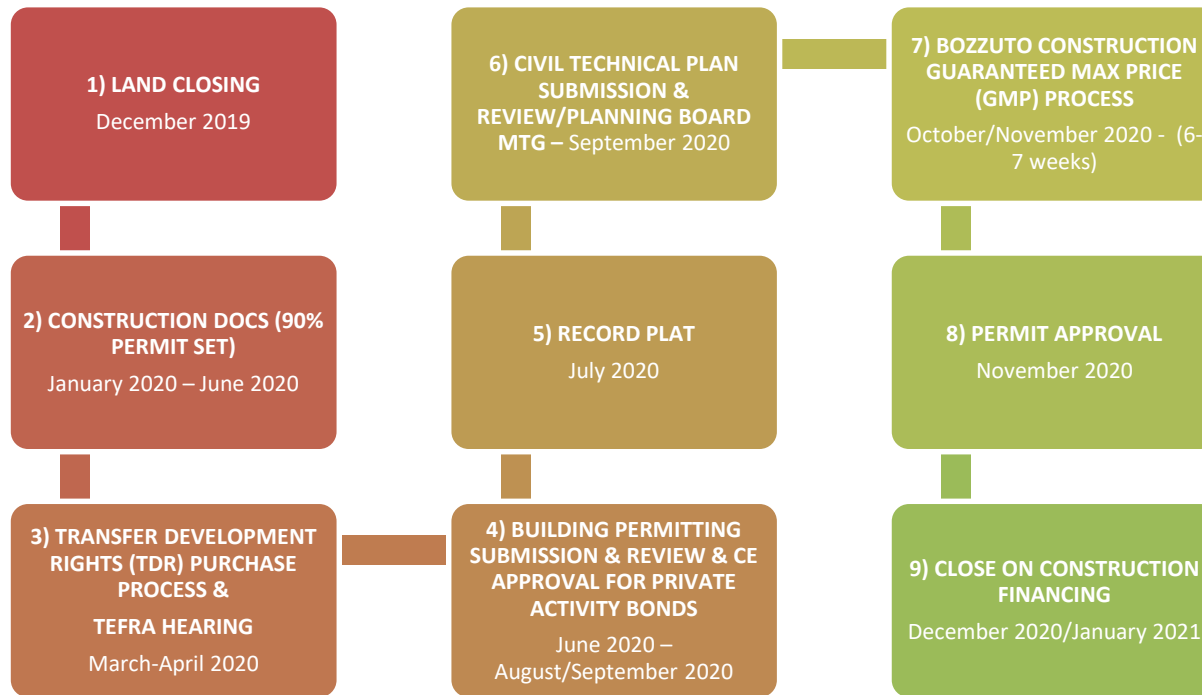 1) LAND CLOSING
December 2019
2) CONSTRUCTION DOCS (90%
PERMIT SET)
January 2020 – June 2020
3) TRANSFER DEVELOPMENT
RIGHTS (TDR) PURCHASE
PROCESS &
TEFRA HEARING
March-April 2020
4) BUILDING PERMITTING
SUBMISSION & REVIEW & CE
APPROVAL FOR PRIVATE
ACTIVITY BONDS
June 2020 –
August/September 2020
5) RECORD PLAT
July 2020
6) CIVIL TECHNICAL PLAN
SUBMISSION &
REVIEW/PLANNING BOARD
MTG – September 2020
7) BOZZUTO CONSTRUCTION
GUARANTEED MAX PRICE
(GMP) PROCESS
October/November 2020 - (6-
7 weeks)
8) PERMIT APPROVAL
November 2020
9) CLOSE ON CONSTRUCTION
FINANCING
December 2020/January 2021